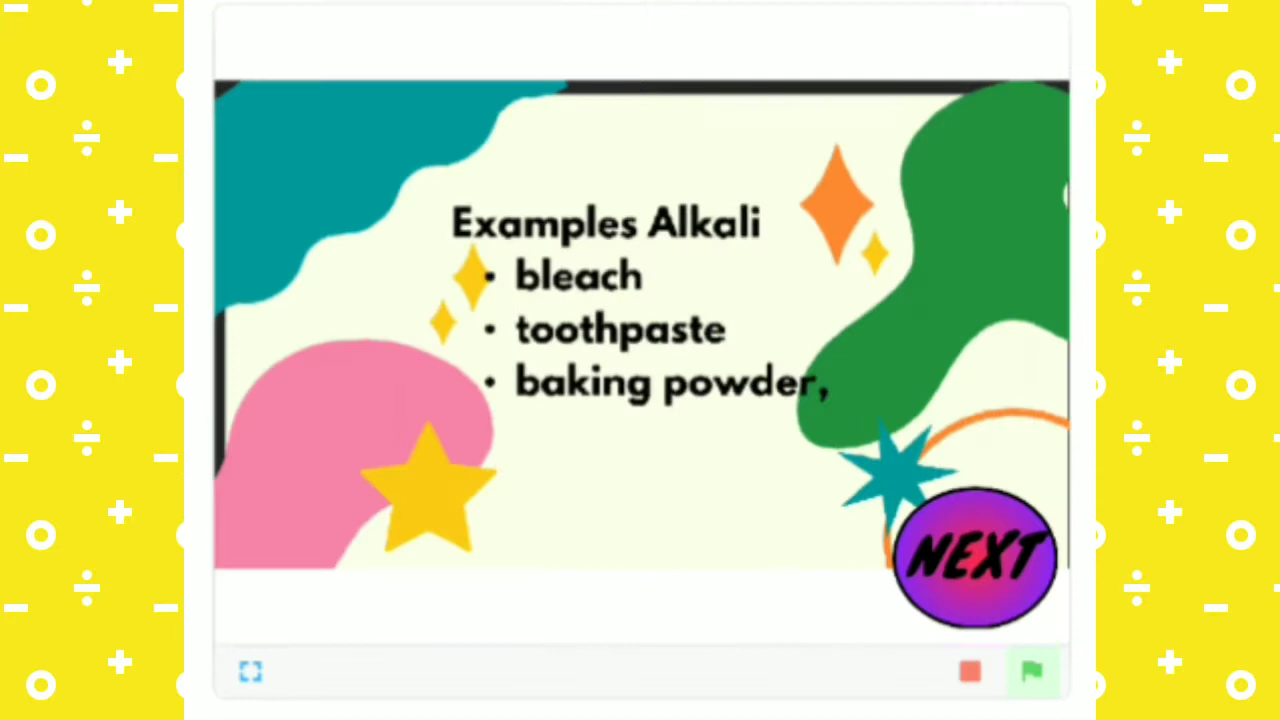 Examples Alkali
• bleach
• toothpaste
• baking powder,
NEXT